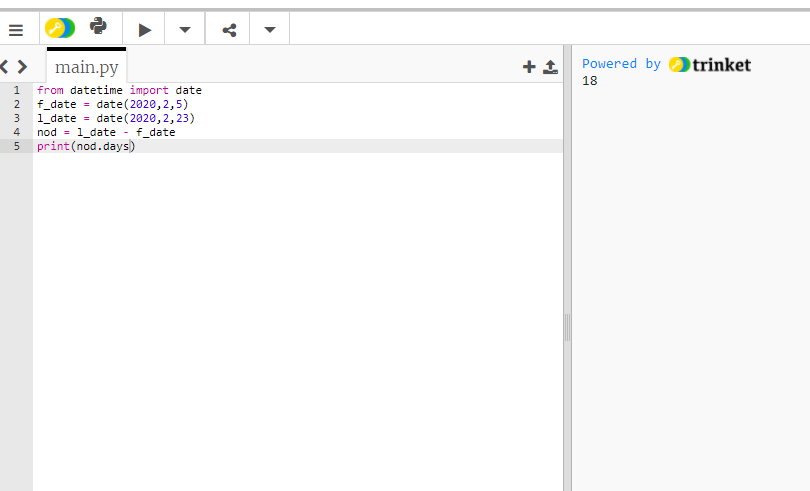 main.py
1 from datetime import date
2 f_date = date(2020,2,5)
3 l_date = date(2020,2,23)
4 nod = l_date - f_date
5 print(nod.days)
Powered by trinket
18